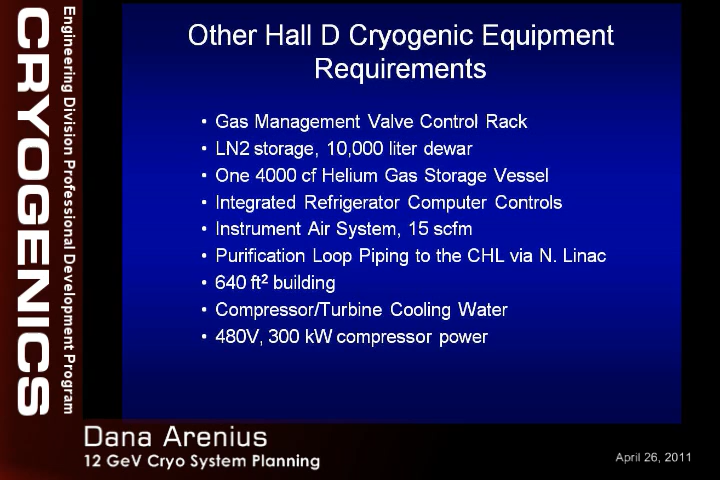 Other Hall D Cryogenic Equipment
Requirements
• Gas Management Valve Control Rack
• LN2 storage, 10,000 liter dewar
• One 4000 cf Helium Gas Storage Vessel
• Integrated Refrigerator Computer Controls
• Instrument Air System, 15 scfm
• Purification Loop Piping to the CHL via N. Linac
• 640 ft² building
• Compressor/Turbine Cooling Water
• 480V, 300 kW compressor power
Engineering Division Professional Development Program
CRYOGENICS
Dana Arenius
12 GeV Cryo System Planning
April 26, 2011